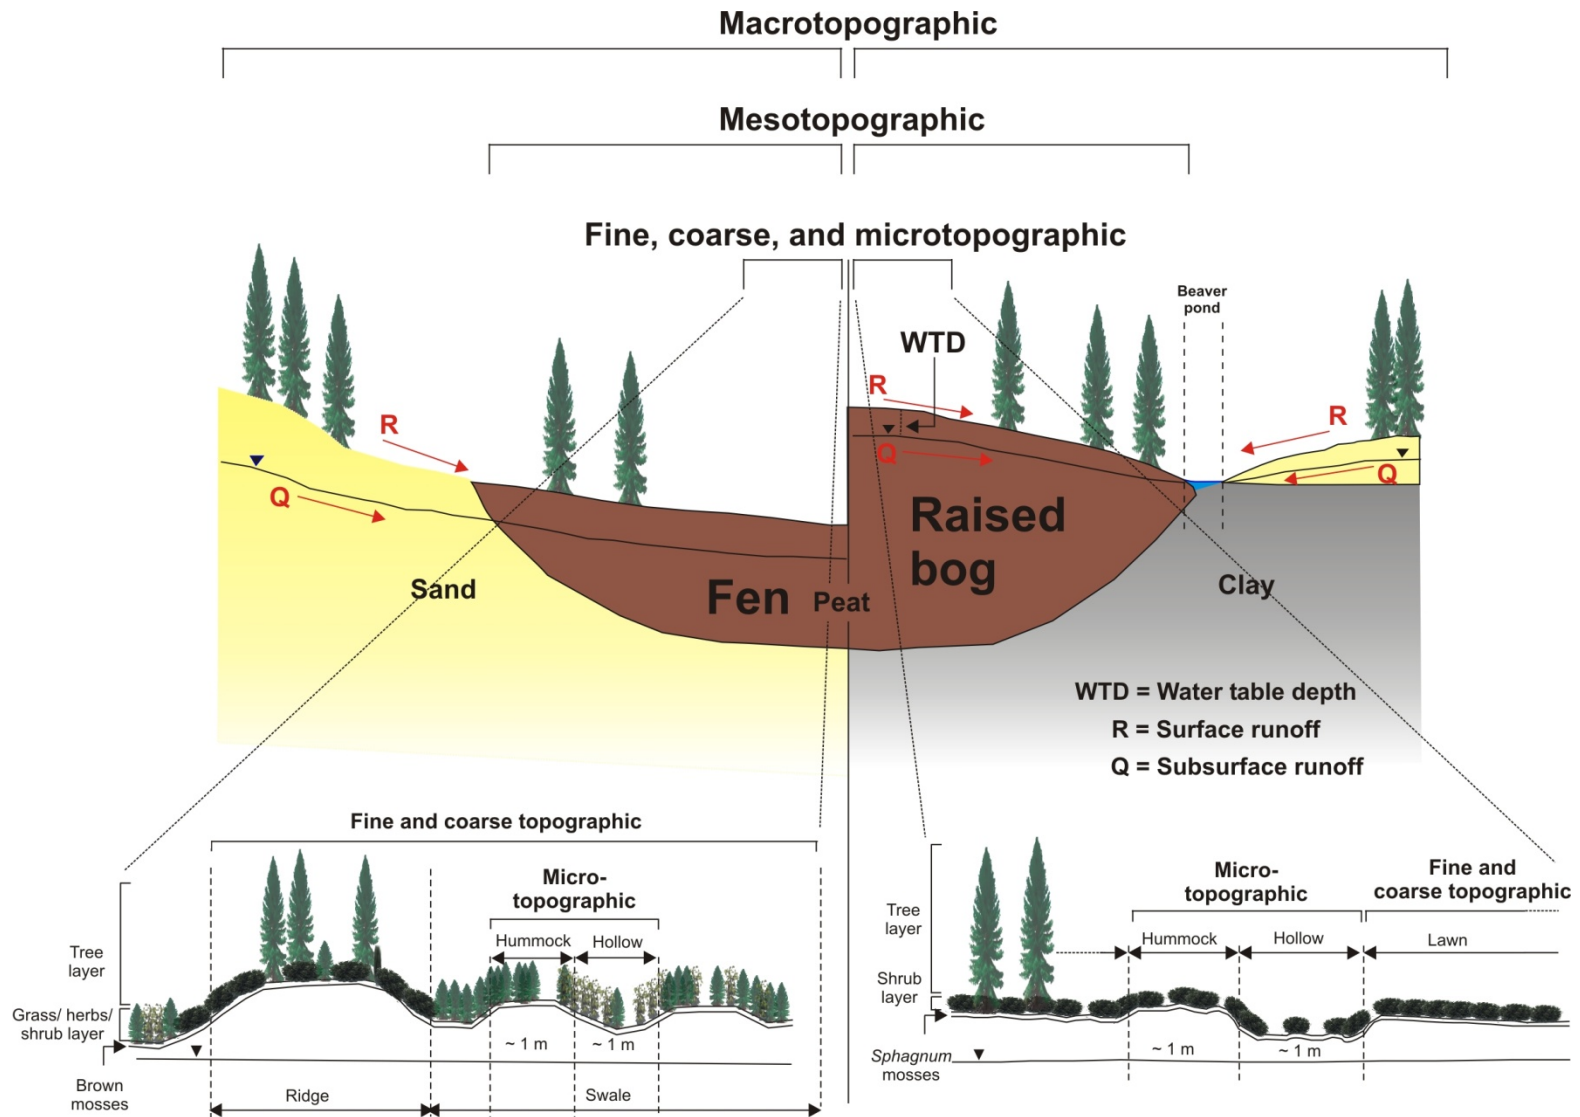 Macrotopographic
Mesotopographic
Fine, coarse, and microtopographic
Beaver
pond
WTD
R
R
R
Q
Q
Q
Raised
bog
Sand
Fen
Peat
Clay
WTD = Water table depth
R = Surface runoff
Q = Subsurface runoff
Fine and coarse topographic
Micro-
topographic
Hummock
Hollow
Tree
layer
Grass/ herbs/
shrub layer
Brown
mosses
~ 1 m
~ 1 m
Ridge
Swale
Micro-
topographic
Fine and
coarse topographic
Tree
layer
Hummock
Hollow
Lawn
Shrub
layer
Sphagnum
mosses
~ 1 m
~ 1 m